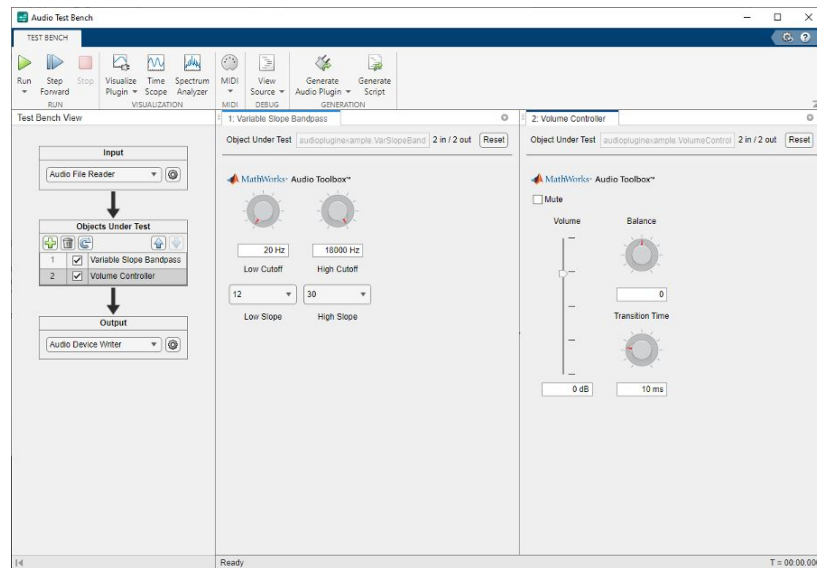 Audio Test Bench
TEST BENCH
Run Step Forward Stop
RUN
Visualize Plugin Time Scope Spectrum Analyzer
VISUALIZATION
MIDI
MIDI
View Source
DEBUG
Generate Audio Plugin Generate Script
GENERATION
Test Bench View
Input
Audio File Reader
Objects Under Test
1 Variable Slope Bandpass
2 Volume Controller
Output
Audio Device Writer
1: Variable Slope Bandpass
Object Under Test audiopluginexample.VarSlopeBand 2 in / 2 out Reset
MathWorks® Audio Toolbox™
20 Hz 18000 Hz
Low Cutoff High Cutoff
12 30
Low Slope High Slope
2: Volume Controller
Object Under Test audiopluginexample.VolumeControl 2 in / 2 out Reset
MathWorks® Audio Toolbox™
Mute
Volume Balance
0
Transition Time
0 dB 10 ms
Ready T = 00:00.000